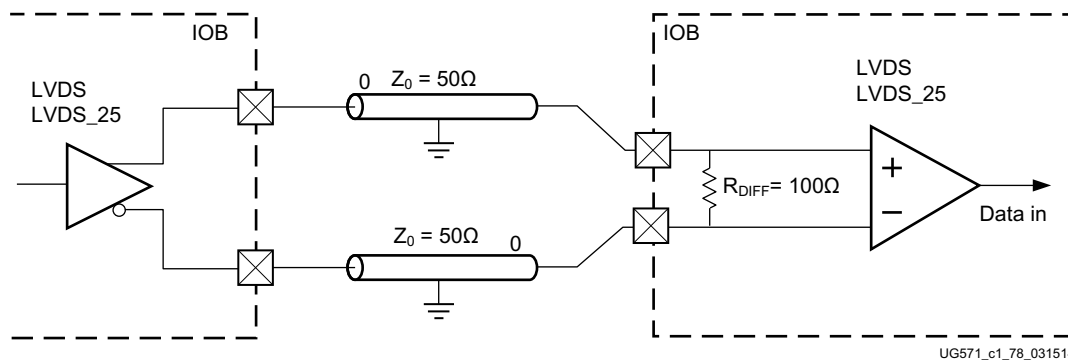 IOB
IOB
LVDS
LVDS_25
0
Z0 = 50Ω
LVDS
LVDS_25
RDIFF= 100Ω
+
−
Data in
Z0 = 50Ω
0
UG571_c1_78_03151